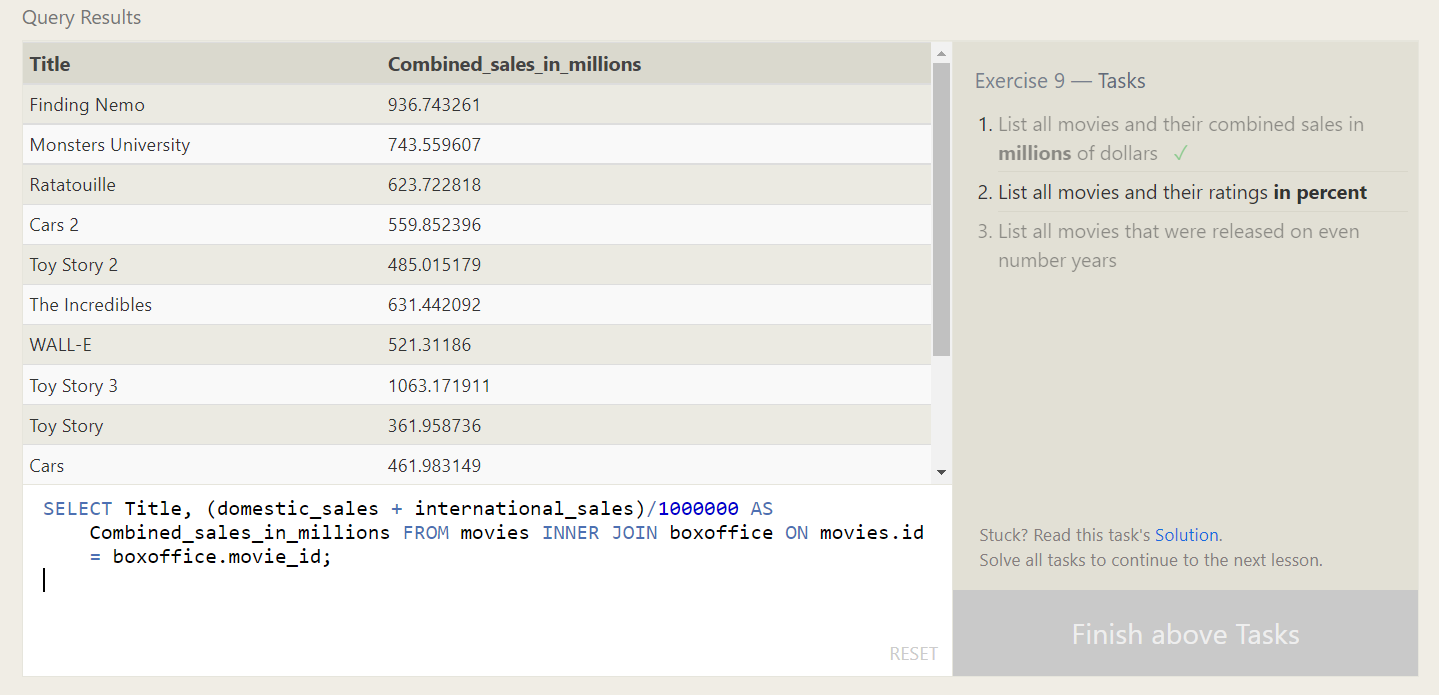 Query Results
Title Combined_sales_in_millions
Finding Nemo 936.743261
Monsters University 743.559607
Ratatouille 623.722818
Cars 2 559.852396
Toy Story 2 485.015179
The Incredibles 631.442092
WALL-E 521.31186
Toy Story 3 1063.171911
Toy Story 361.958736
Cars 461.983149
SELECT Title, (domestic_sales + international_sales)/1000000 AS
Combined_sales_in_millions FROM movies INNER JOIN boxoffice ON movies.id
= boxoffice.movie_id;
RESET
Exercise 9 — Tasks
1. List all movies and their combined sales in
millions of dollars ✓
2. List all movies and their ratings in percent
3. List all movies that were released on even
number years
Stuck? Read this task's Solution.
Solve all tasks to continue to the next lesson.
Finish above Tasks